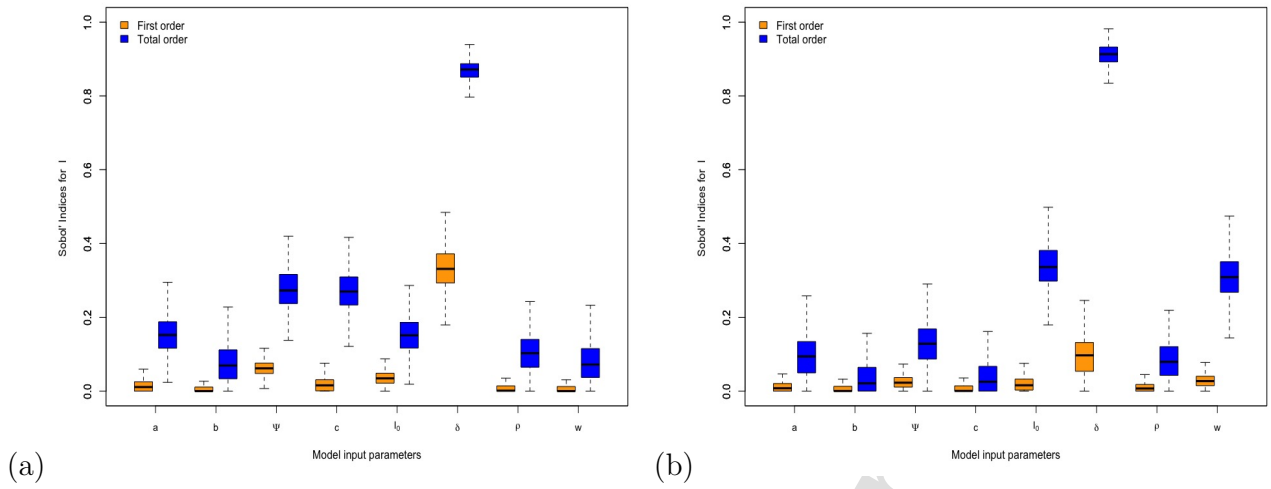 First order
Total order
Sobol' Indices for I
0.0 0.2 0.4 0.6 0.8 1.0
a b Ψ c I₀ δ ρ w
Model input parameters
(a)
First order
Total order
Sobol' Indices for I
0.0 0.2 0.4 0.6 0.8 1.0
a b Ψ c I₀ δ ρ w
Model input parameters
(b)